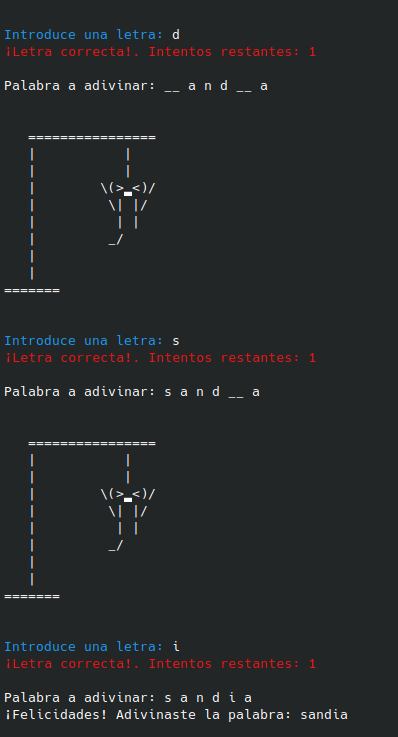 Introduce una letra: d
¡Letra correcta!. Intentos restantes: 1
Palabra a adivinar: __ a n d __ a
Introduce una letra: s
¡Letra correcta!. Intentos restantes: 1
Palabra a adivinar: s a n d __ a
Introduce una letra: i
¡Letra correcta!. Intentos restantes: 1
Palabra a adivinar: s a n d i a
¡Felicidades! Adivinaste la palabra: sandia